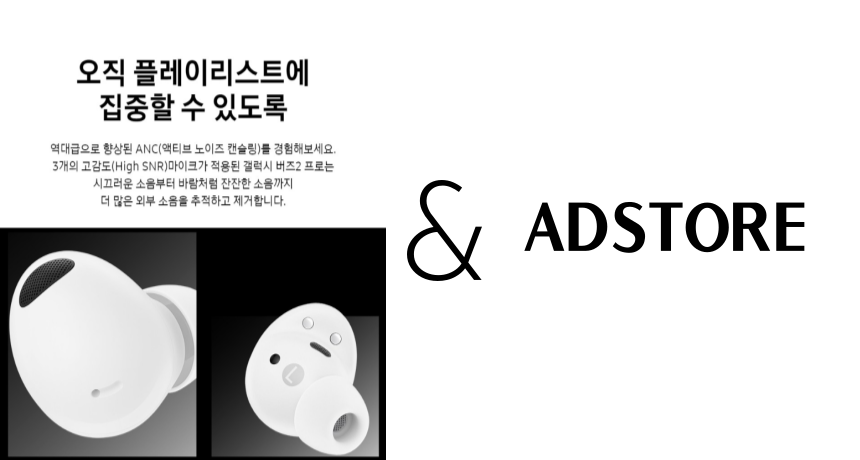 오직 플레이리스트에
집중할 수 있도록
역대급으로 향상된 ANC(액티브 노이즈 캔슬링)를 경험해보세요.
3개의 고감도(High SNR)마이크가 적용된 갤럭시 버즈2 프로는
시끄러운 소음부터 바람처럼 잔잔한 소음까지
더 많은 외부 소음을 추적하고 제거합니다.
& ADSTORE
L